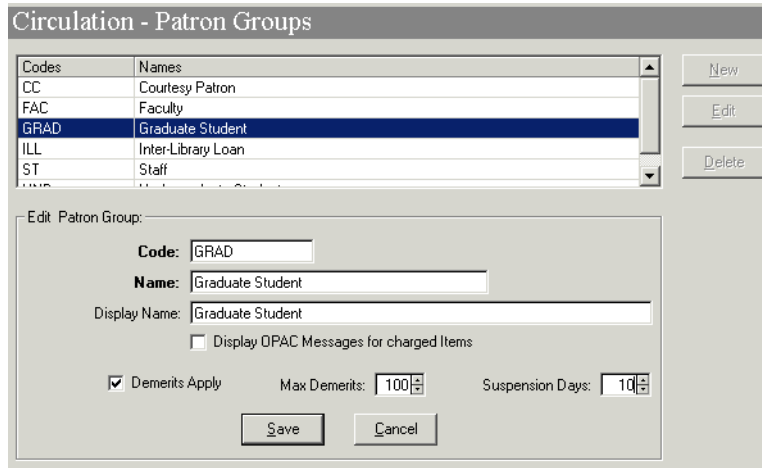 Circulation - Patron Groups
Codes Names
CC Courtesy Patron
FAC Faculty
GRAD Graduate Student
ILL Inter-Library Loan
ST Staff
New
Edit
Delete
Edit Patron Group:
Code: GRAD
Name: Graduate Student
Display Name: Graduate Student
Display OPAC Messages for charged Items
Demerits Apply Max Demerits: 100 Suspension Days: 10
Save Cancel